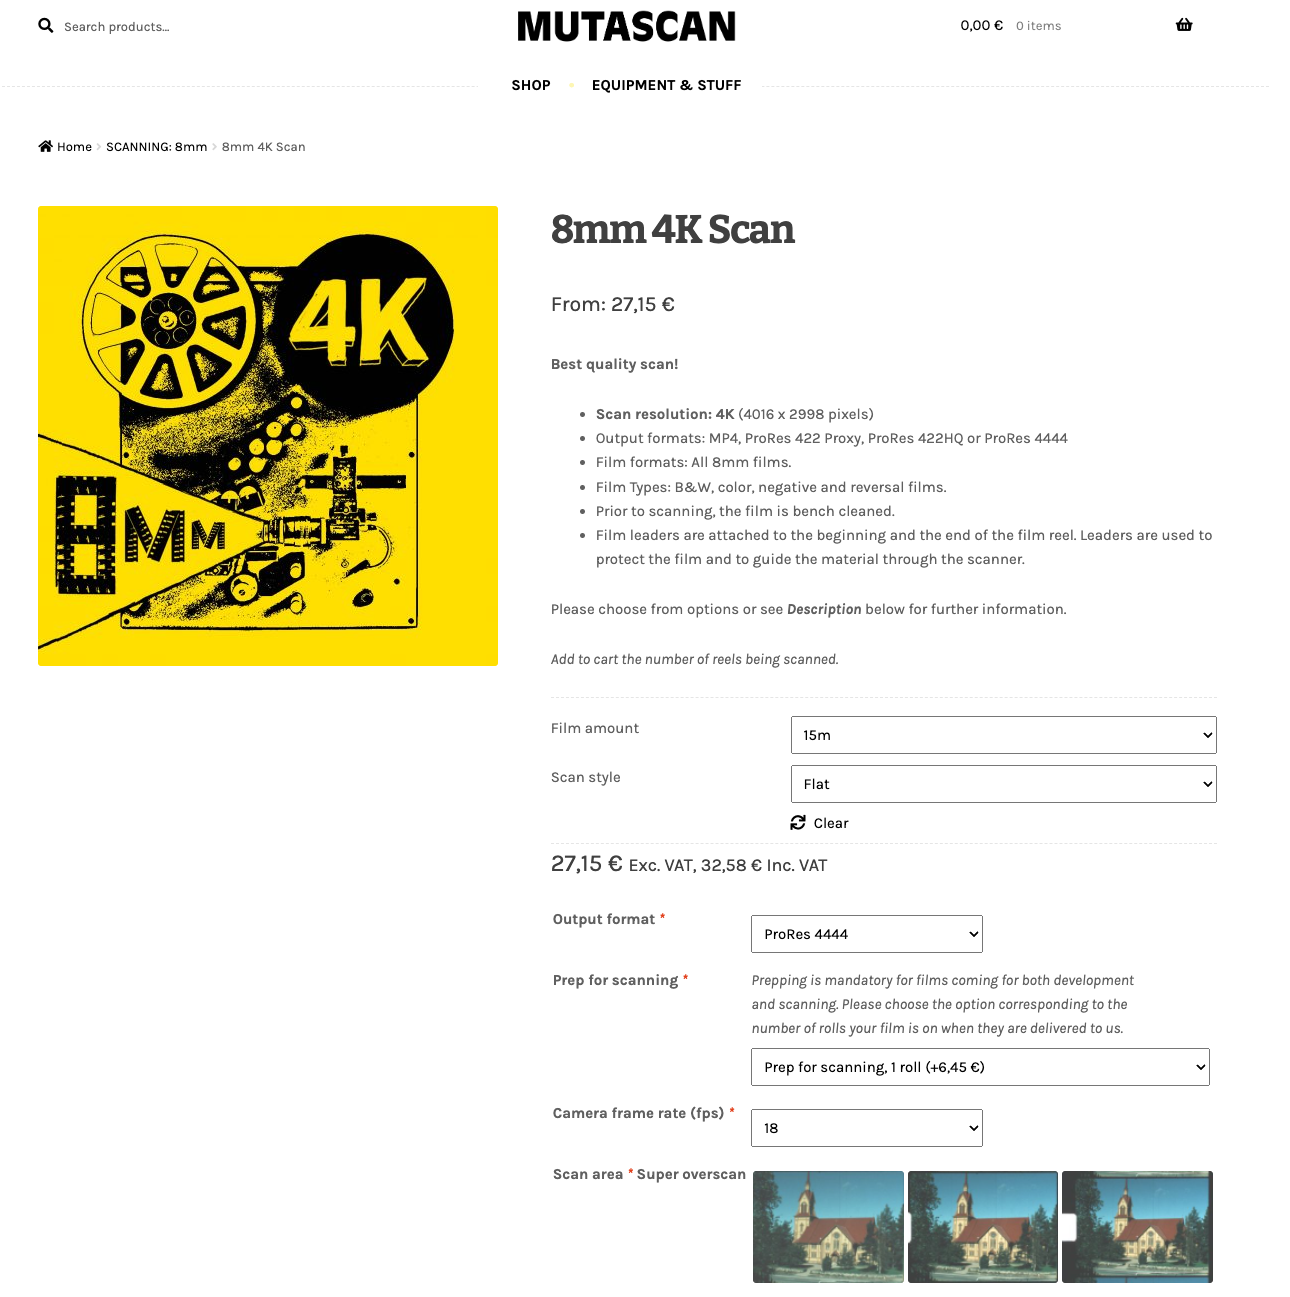 Search products…
MUTASCAN
0,00 € 0 items
SHOP EQUIPMENT & STUFF
Home SCANNING: 8mm 8mm 4K Scan
4K
8MM
8mm 4K Scan
From: 27,15 €
Best quality scan!
Scan resolution: 4K (4016 x 2998 pixels)
Output formats: MP4, ProRes 422 Proxy, ProRes 422HQ or ProRes 4444
Film formats: All 8mm films.
Film Types: B&W, color, negative and reversal films.
Prior to scanning, the film is bench cleaned.
Film leaders are attached to the beginning and the end of the film reel. Leaders are used to
protect the film and to guide the material through the scanner.
Please choose from options or see Description below for further information.
Add to cart the number of reels being scanned.
Film amount 15m
Scan style Flat
Clear
27,15 € Exc. VAT, 32,58 € Inc. VAT
Output format * ProRes 4444
Prep for scanning * Prepping is mandatory for films coming for both development
and scanning. Please choose the option corresponding to the
number of rolls your film is on when they are delivered to us.
Prep for scanning, 1 roll (+6,45 €)
Camera frame rate (fps) * 18
Scan area * Super overscan